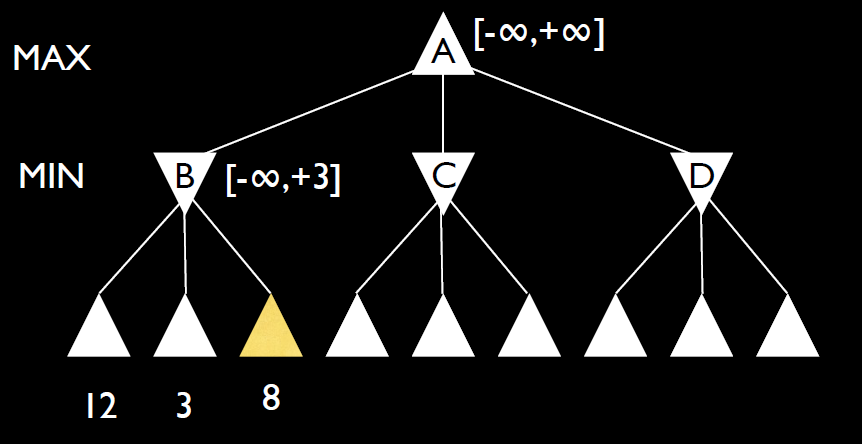 MAX
A [-∞,+∞]
MIN
B [-∞,+3]
C
D
12
3
8